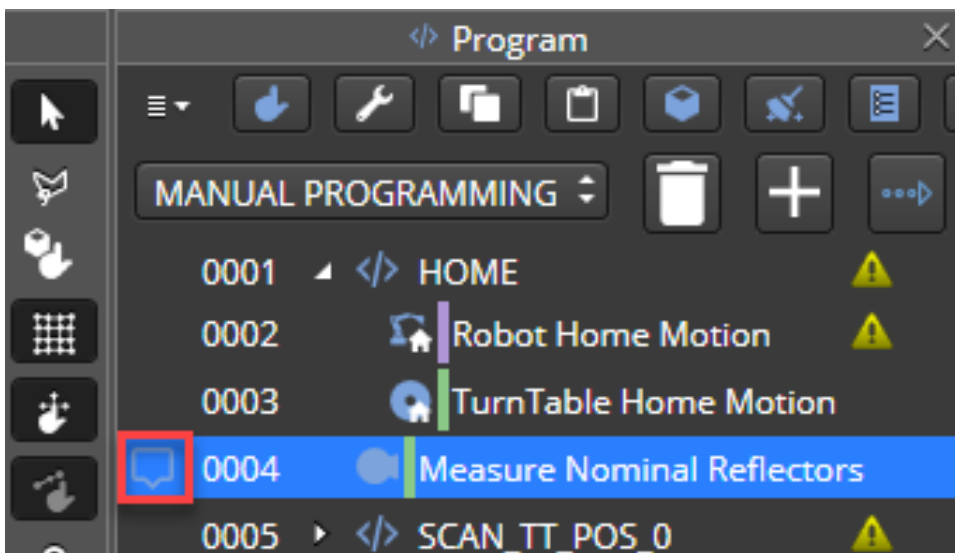 Program
MANUAL PROGRAMMING
0001 HOME
0002 Robot Home Motion
0003 TurnTable Home Motion
0004 Measure Nominal Reflectors
0005 SCAN_TT_POS_0